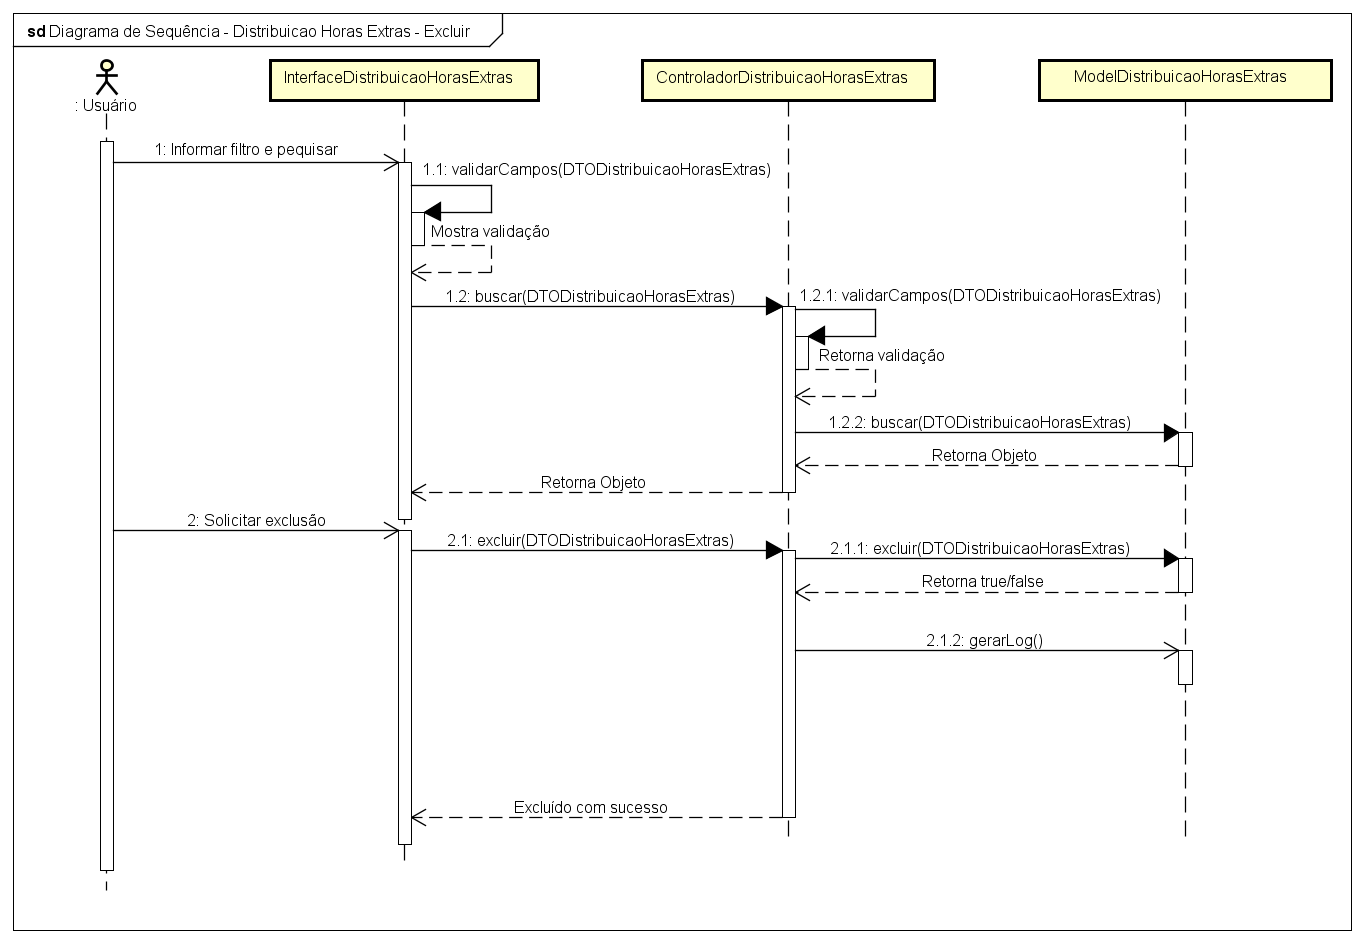 sd Diagrama de Sequência - Distribuicao Horas Extras - Excluir
: Usuário
InterfaceDistribuicaoHorasExtras
ControladorDistribuicaoHorasExtras
ModelDistribuicaoHorasExtras
1: Informar filtro e pequisar
1.1: validarCampos(DTODistribuicaoHorasExtras)
Mostra validação
1.2: buscar(DTODistribuicaoHorasExtras)
1.2.1: validarCampos(DTODistribuicaoHorasExtras)
Retorna validação
1.2.2: buscar(DTODistribuicaoHorasExtras)
Retorna Objeto
Retorna Objeto
2: Solicitar exclusão
2.1: excluir(DTODistribuicaoHorasExtras)
2.1.1: excluir(DTODistribuicaoHorasExtras)
Retorna true/false
2.1.2: gerarLog()
Excluído com sucesso